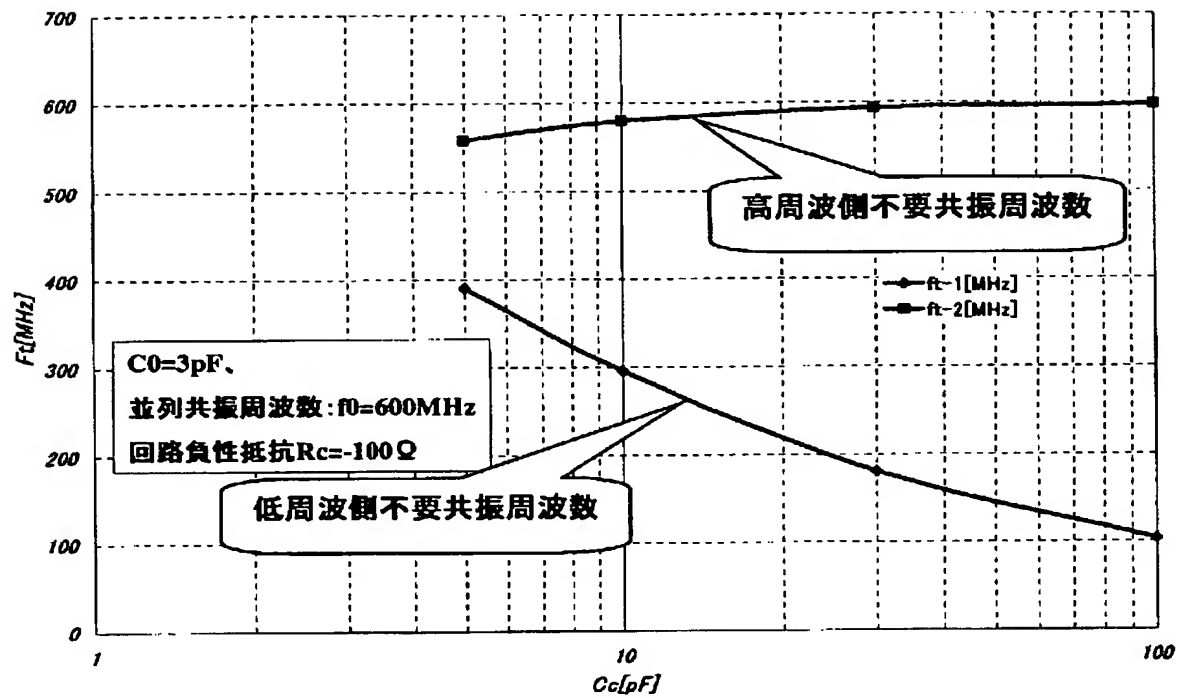 700
600
500
400
300
200
100
0
Ft[MHz]
高周波側不要共振周波数
ft-1[MHz]
ft-2[MHz]
C0=3pF、
並列共振周波数:f0=600MHz
回路負性抵抗Rc=-100Ω
低周波側不要共振周波数
1 10 100
Cc[pF]